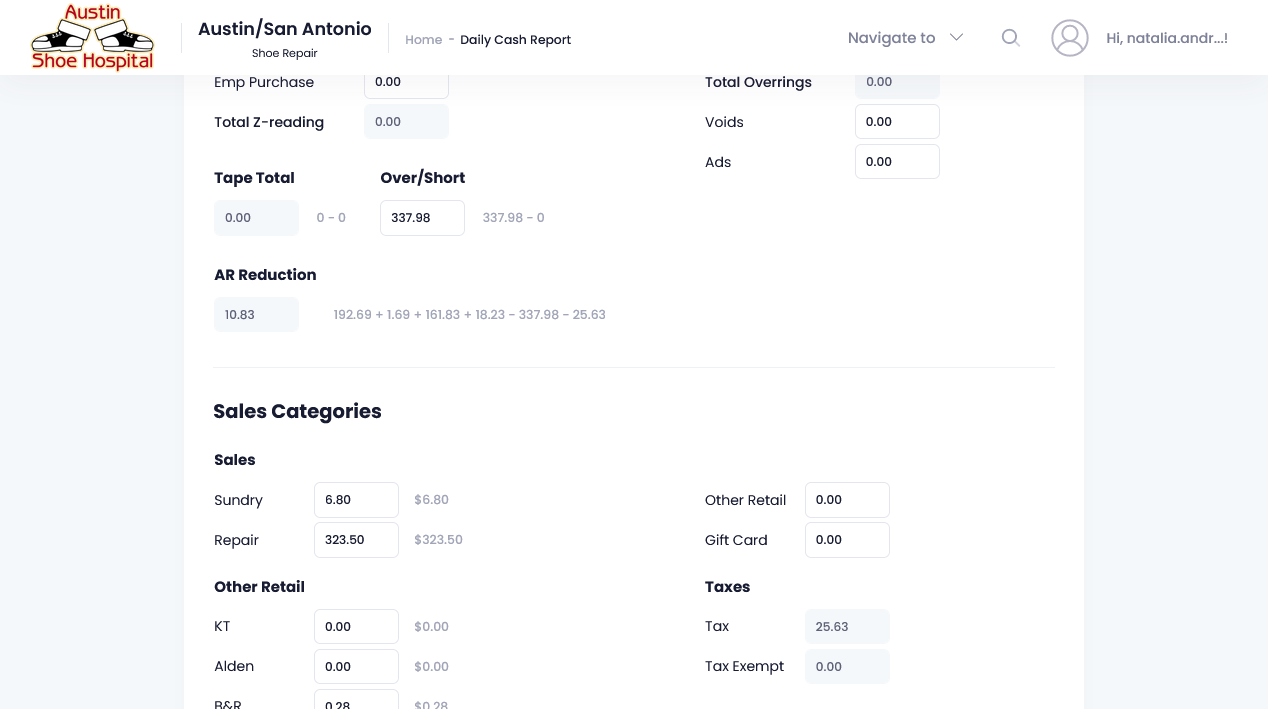 Austin
Shoe Hospital
Austin/San Antonio
Shoe Repair
Home - Daily Cash Report
Navigate to
Hi, natalia.andr...!
Emp Purchase 0.00
Total Overrings 0.00
Total Z-reading 0.00
Voids 0.00
Ads 0.00
Tape Total Over/Short
0.00 0 - 0 337.98 337.98 - 0
AR Reduction
10.83 192.69 + 1.69 + 161.83 + 18.23 - 337.98 - 25.63
Sales Categories
Sales
Sundry 6.80 $6.80
Other Retail 0.00
Repair 323.50 $323.50
Gift Card 0.00
Other Retail
Taxes
KT 0.00 $0.00
Tax 25.63
Alden 0.00 $0.00
Tax Exempt 0.00
B&R 0.28 $0.28